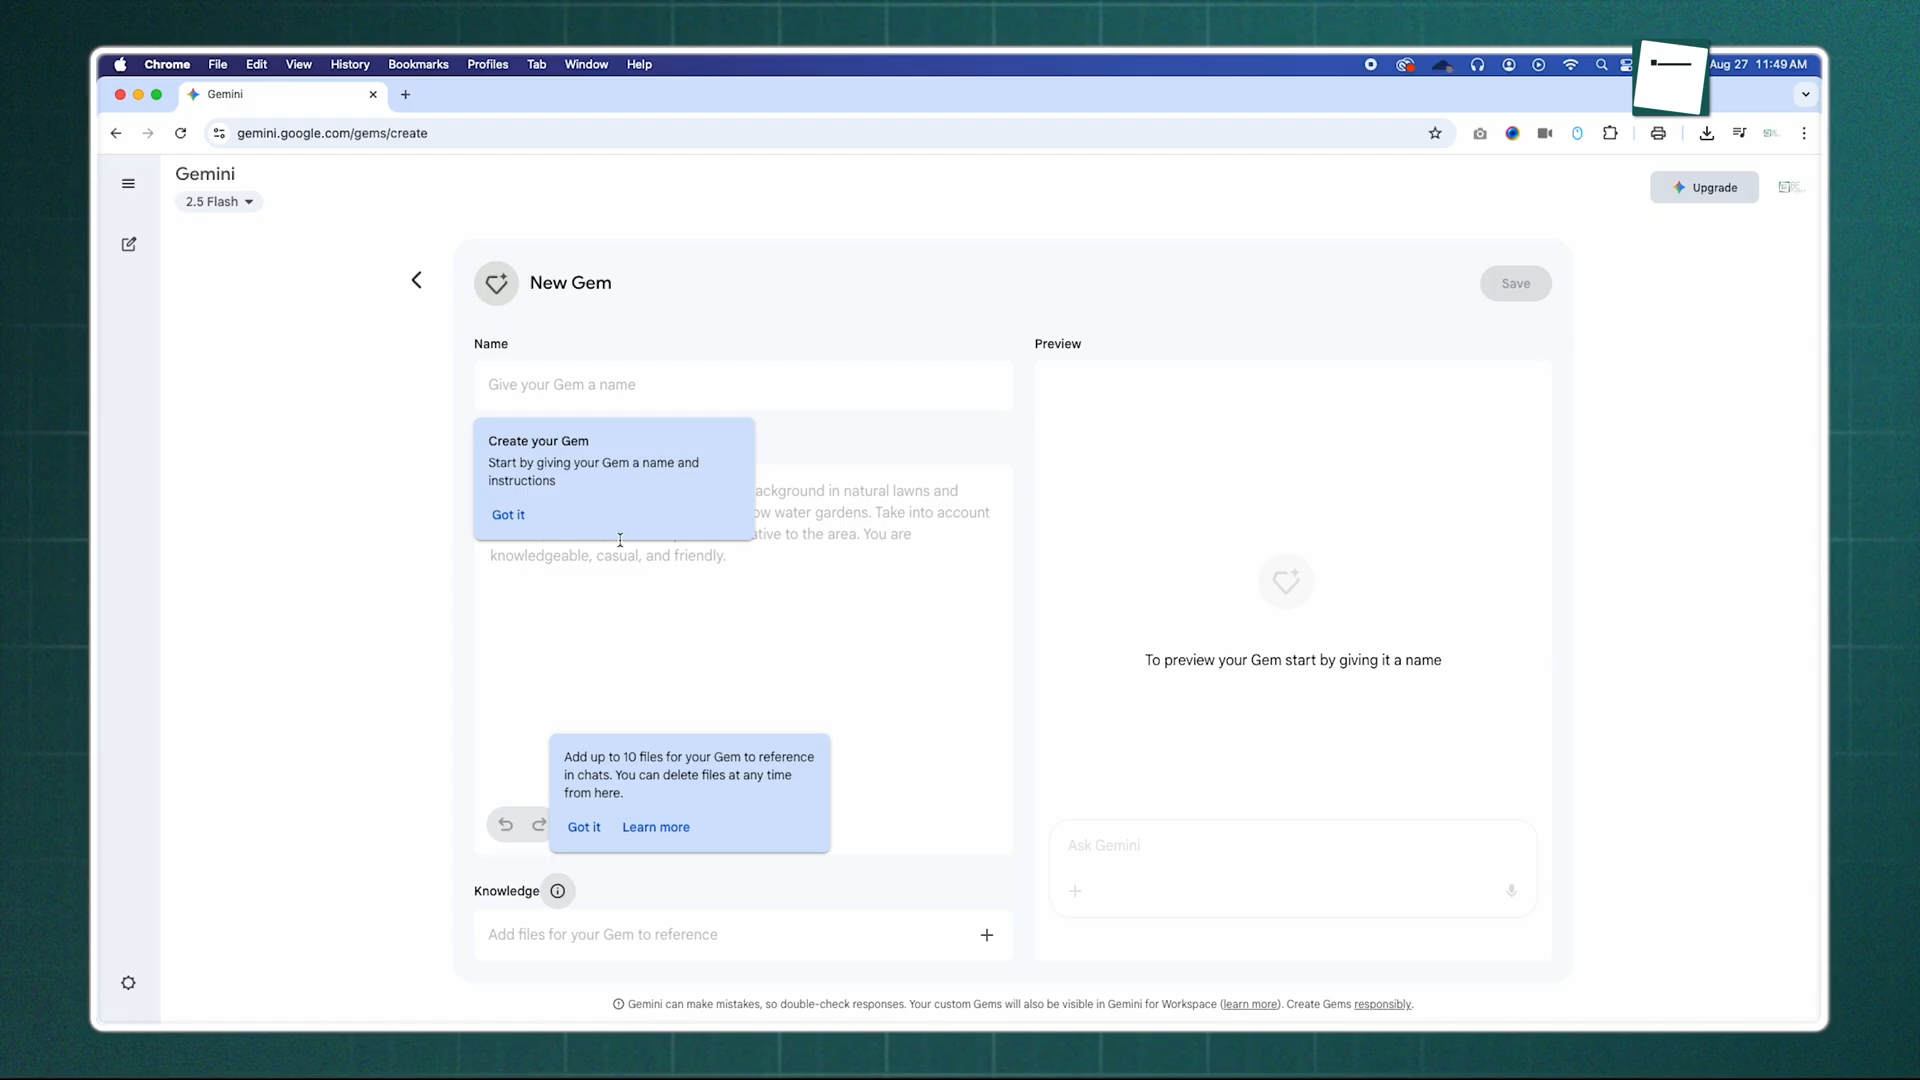 Chrome File Edit View History Bookmarks Profiles Tab Window Help
Aug 27 11:49 AM
Gemini
gemini.google.com/gems/create
Gemini
2.5 Flash
Upgrade
New Gem
Save
Name
Give your Gem a name
Create your Gem
Start by giving your Gem a name and
instructions
Got it
ackground in natural lawns and
ow water gardens. Take into account
ative to the area. You are
knowledgeable, casual, and friendly.
Add up to 10 files for your Gem to reference
in chats. You can delete files at any time
from here.
Got it Learn more
Knowledge
Add files for your Gem to reference
Preview
To preview your Gem start by giving it a name
Ask Gemini
Gemini can make mistakes, so double-check responses. Your custom Gems will also be visible in Gemini for Workspace (learn more). Create Gems responsibly.